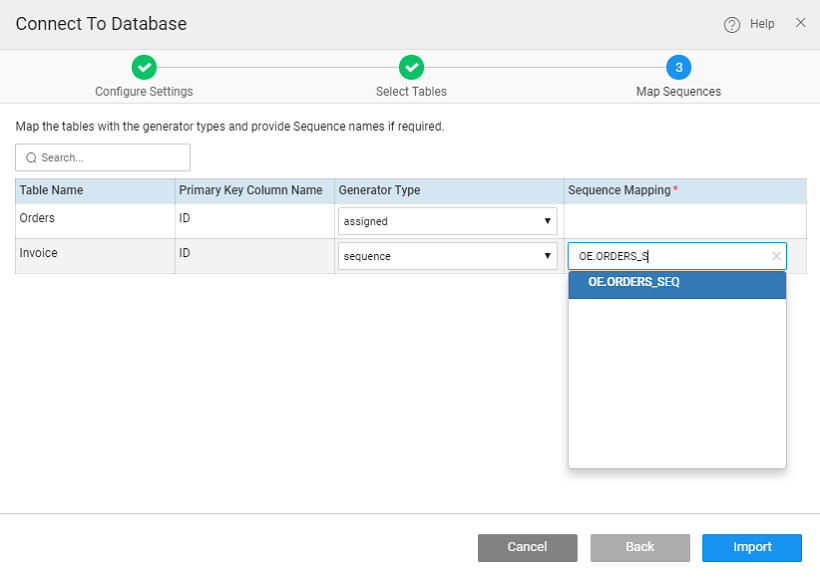 Connect To Database
Help
3
Configure Settings
Select Tables
Map Sequences
Map the tables with the generator types and provide Sequence names if required.
Search...
Table Name Primary Key Column Name Generator Type Sequence Mapping *
Orders ID assigned
Invoice ID sequence OE.ORDERS_S
OE.ORDERS_SEQ
Cancel Back Import